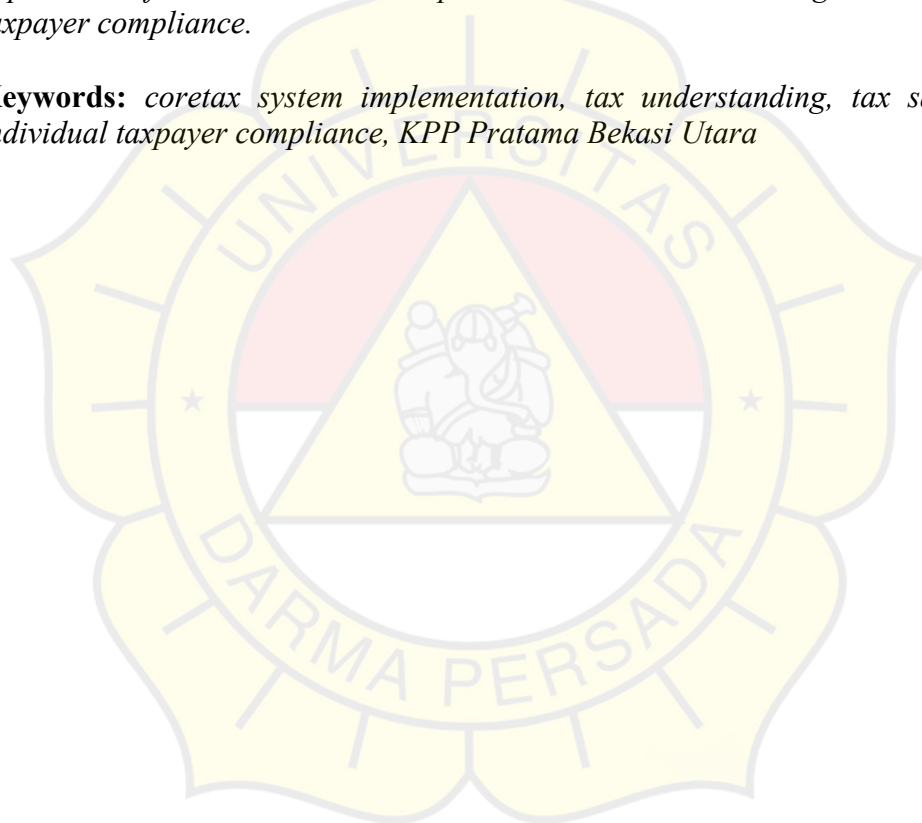 taxpayer compliance.
Keywords: coretax system implementation, tax understanding, tax
individual taxpayer compliance, KPP Pratama Bekasi Utara
UNIVERSITAS
DARMA PERSADA